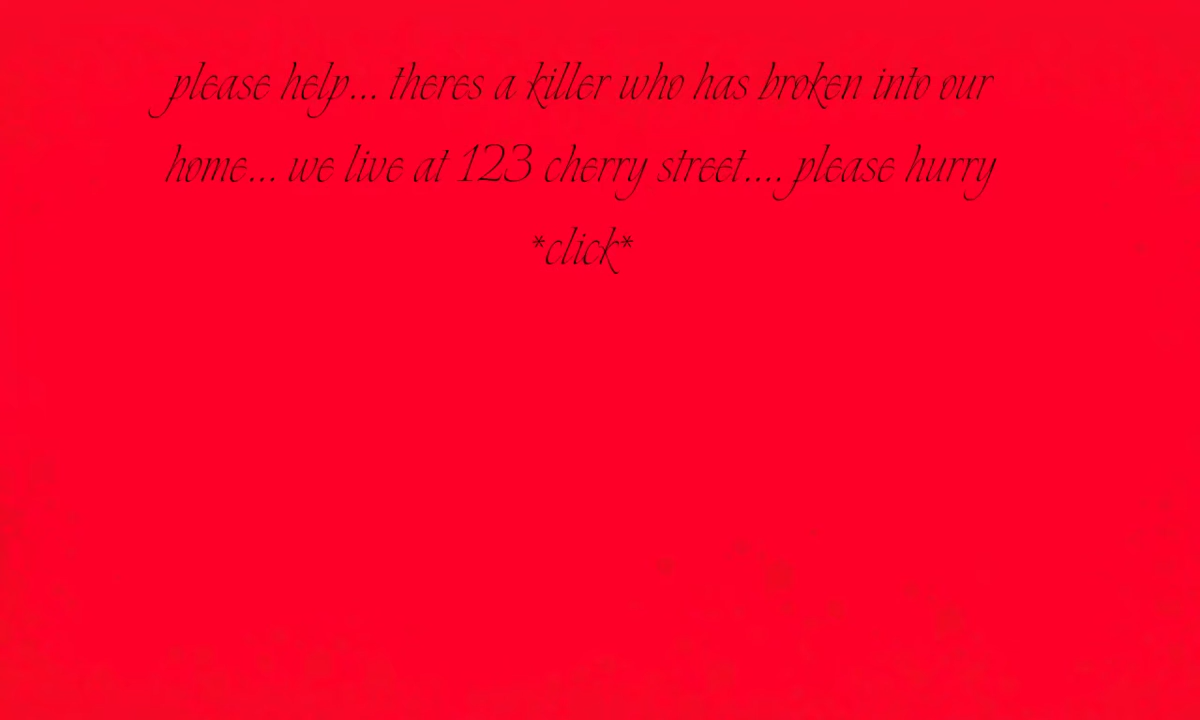 please help... theres a killer who has broken into our
home... we live at 123 cherry street.... please hurry
*click*